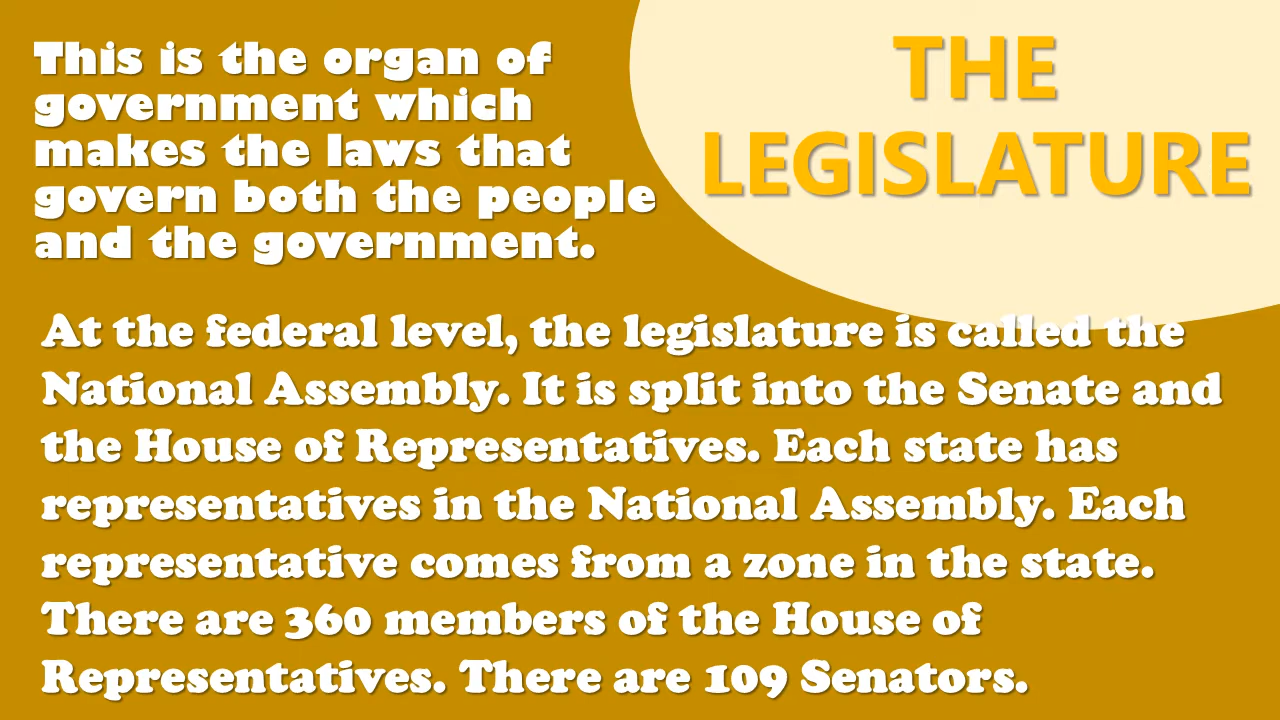 THE
LEGISLATURE
This is the organ of
government which
makes the laws that
govern both the people
and the government.
At the federal level, the legislature is called the
National Assembly. It is split into the Senate and
the House of Representatives. Each state has
representatives in the National Assembly. Each
representative comes from a zone in the state.
There are 360 members of the House of
Representatives. There are 109 Senators.